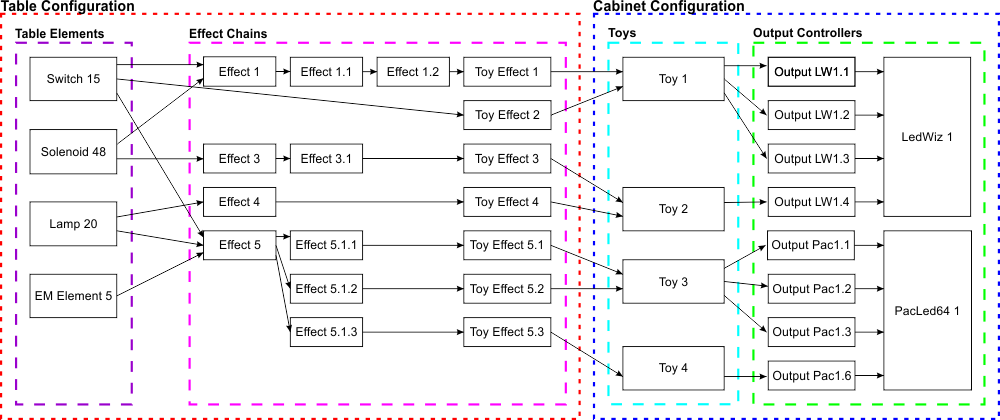 Table Configuration
Cabinet Configuration
Table Elements
Effect Chains
Toys
Output Controllers
Switch 15
Effect 1
Effect 1.1
Effect 1.2
Toy Effect 1
Toy 1
Output LW1.1
Toy Effect 2
Output LW1.2
LedWiz 1
Solenoid 48
Effect 3
Effect 3.1
Toy Effect 3
Output LW1.3
Lamp 20
Effect 4
Toy Effect 4
Toy 2
Output LW1.4
Effect 5
Effect 5.1.1
Toy Effect 5.1
Output Pac1.1
EM Element 5
Effect 5.1.2
Toy Effect 5.2
Toy 3
Output Pac1.2
PacLed64 1
Effect 5.1.3
Toy Effect 5.3
Output Pac1.3
Toy 4
Output Pac1.6